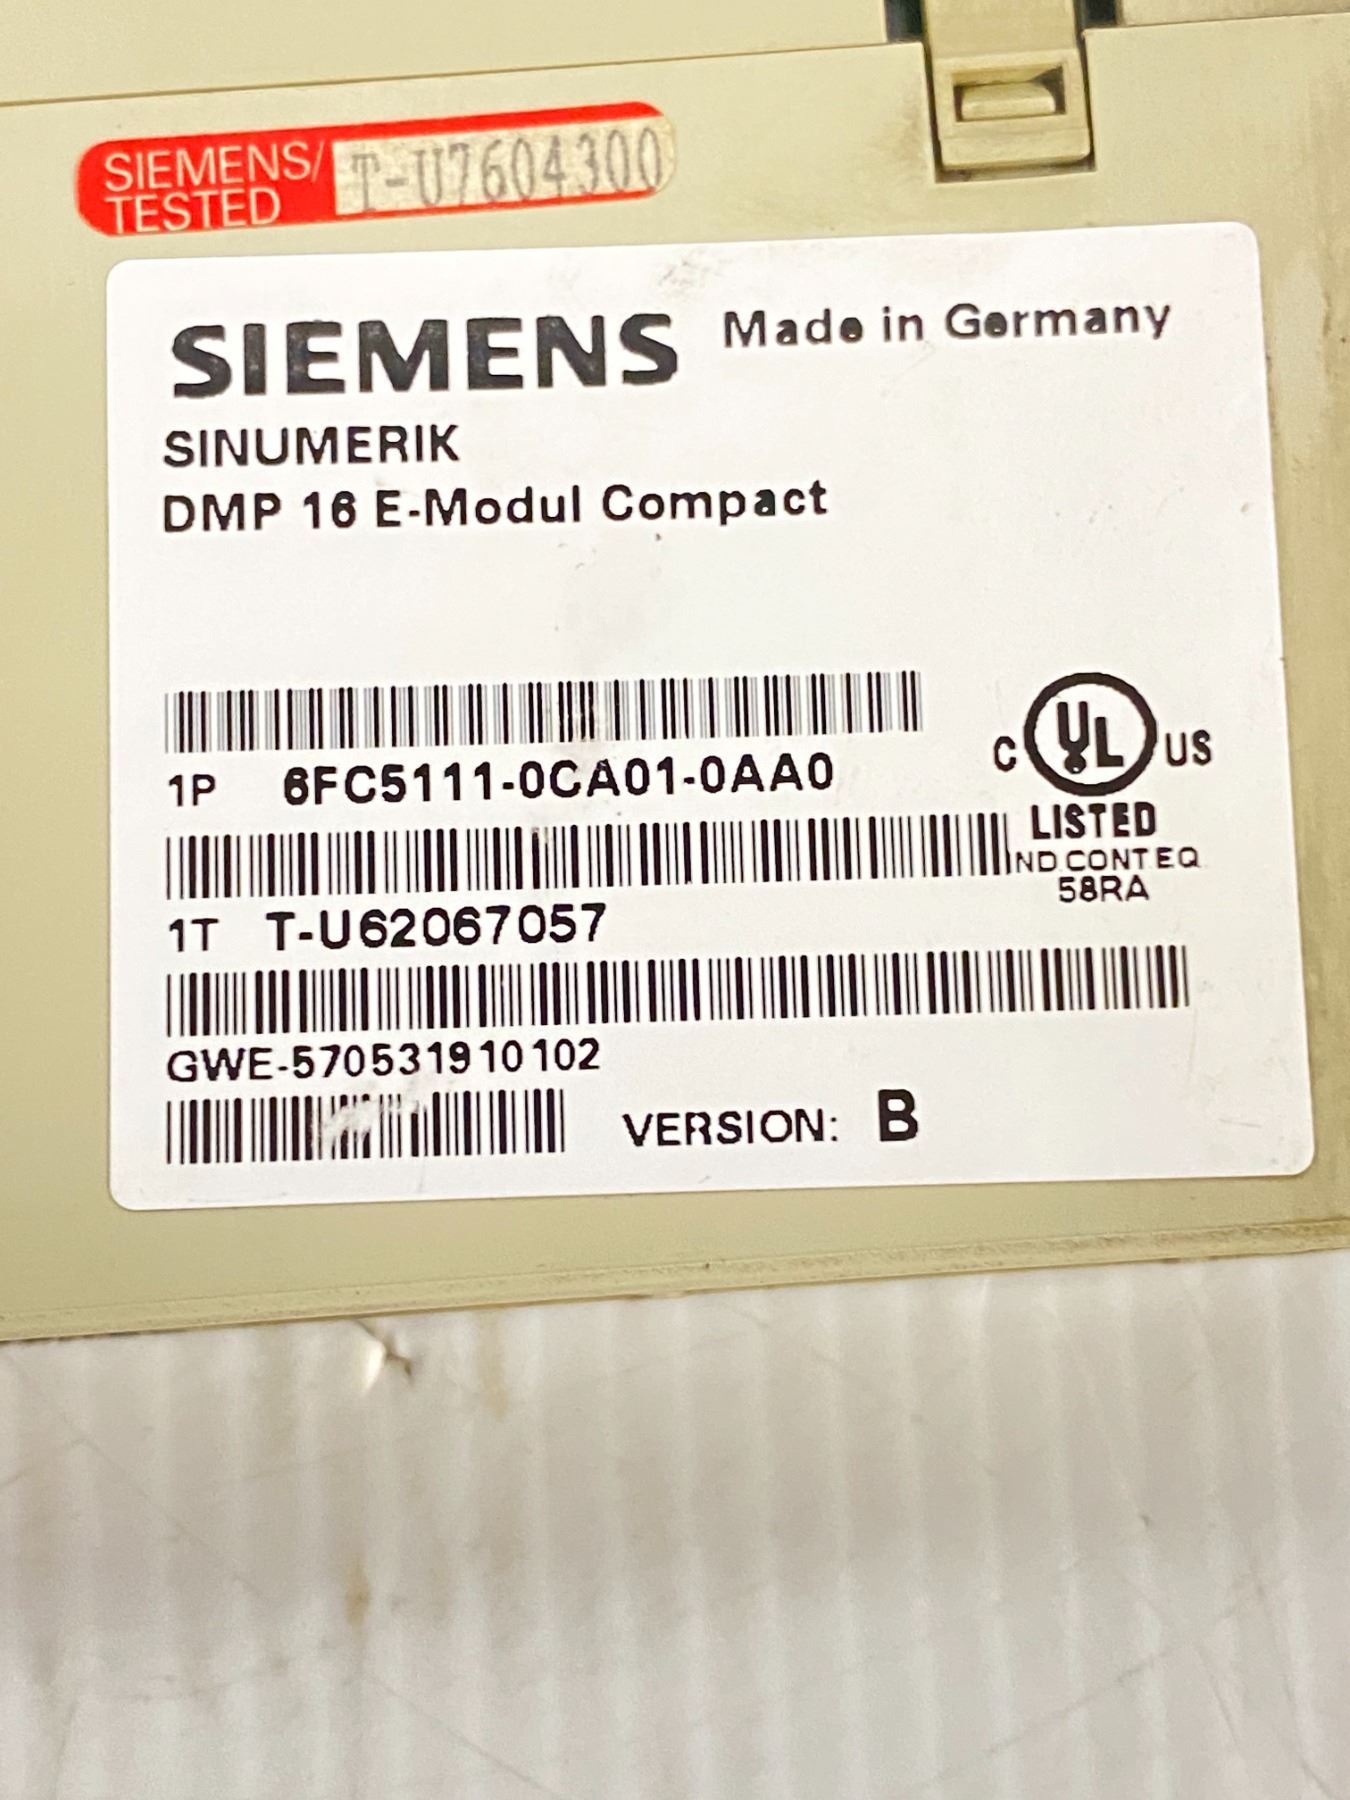 SIEMENS/
TESTED
T-U7604300
SIEMENS Made in Germany
SINUMERIK
DMP 16 E-Modul Compact
1P 6FC5111-0CA01-0AA0
C UL US
LISTED
IND.CONT.EQ
58RA
1T T-U62067057
GWE-570531910102
VERSION: B